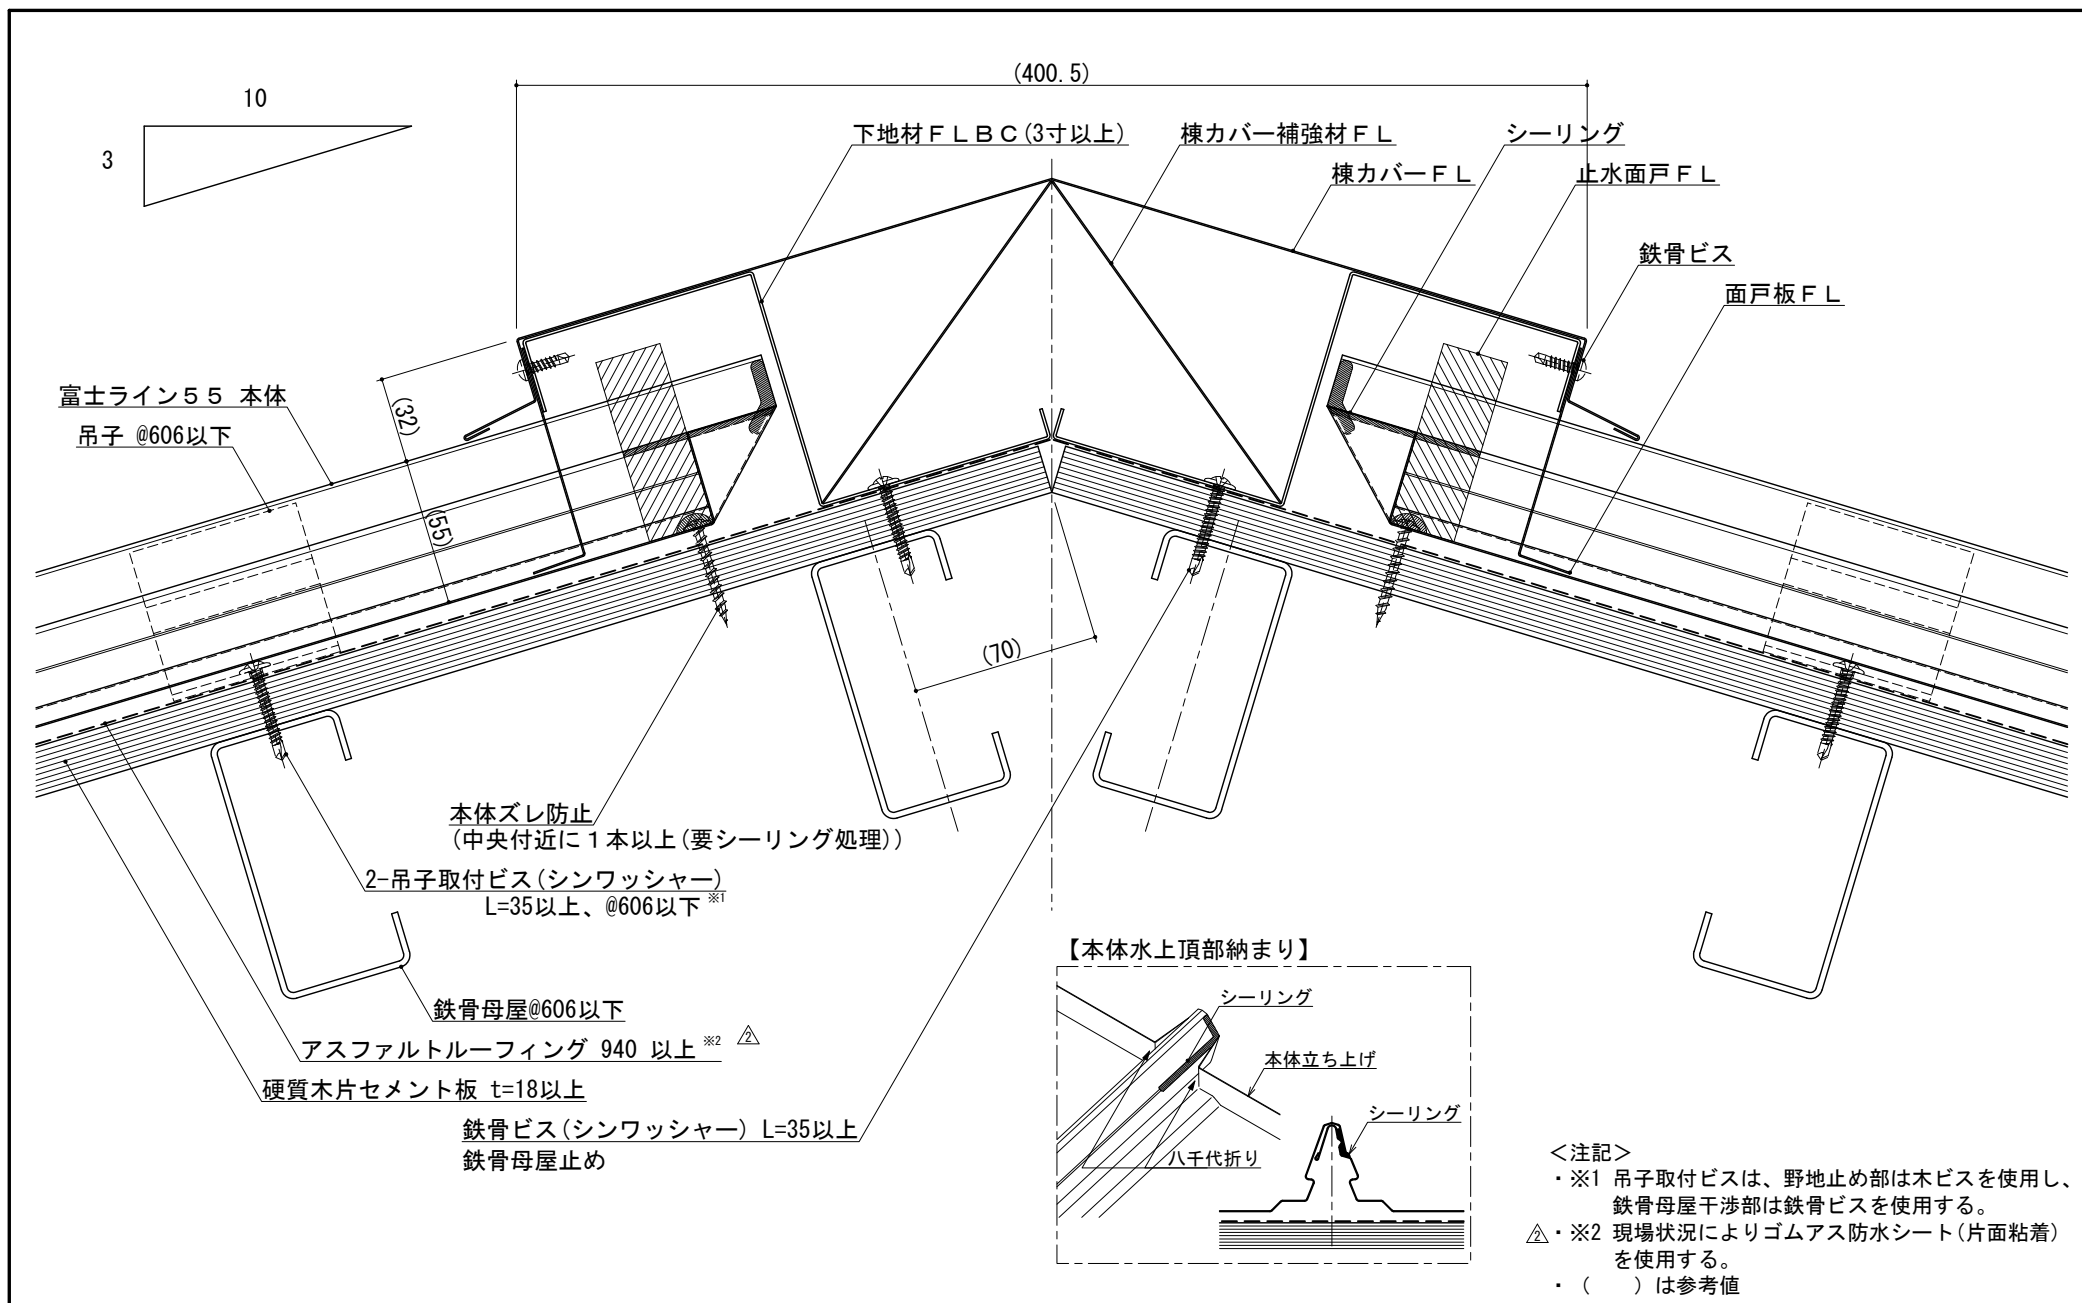 (400.5)
10
3
下地材ＦＬＢＣ(3寸以上)
棟カバー補強材ＦＬ
シーリング
棟カバーＦＬ
止水面戸ＦＬ
鉄骨ビス
面戸板ＦＬ
富士ライン５５ 本体
吊子 @606以下
(32)
(55)
(70)
本体ズレ防止
(中央付近に１本以上(要シーリング処理))
2-吊子取付ビス(シンワッシャー)
L=35以上、@606以下 ※1
鉄骨母屋@606以下
アスファルトルーフィング 940 以上 ※2 2
硬質木片セメント板 t=18以上
鉄骨ビス(シンワッシャー) L=35以上
鉄骨母屋止め
【本体水上頂部納まり】
シーリング
本体立ち上げ
シーリング
八千代折り
＜注記＞
・※1 吊子取付ビスは、野地止め部は木ビスを使用し、
鉄骨母屋干渉部は鉄骨ビスを使用する。
2・※2 現場状況によりゴムアス防水シート(片面粘着)
を使用する。
・（　　）は参考値